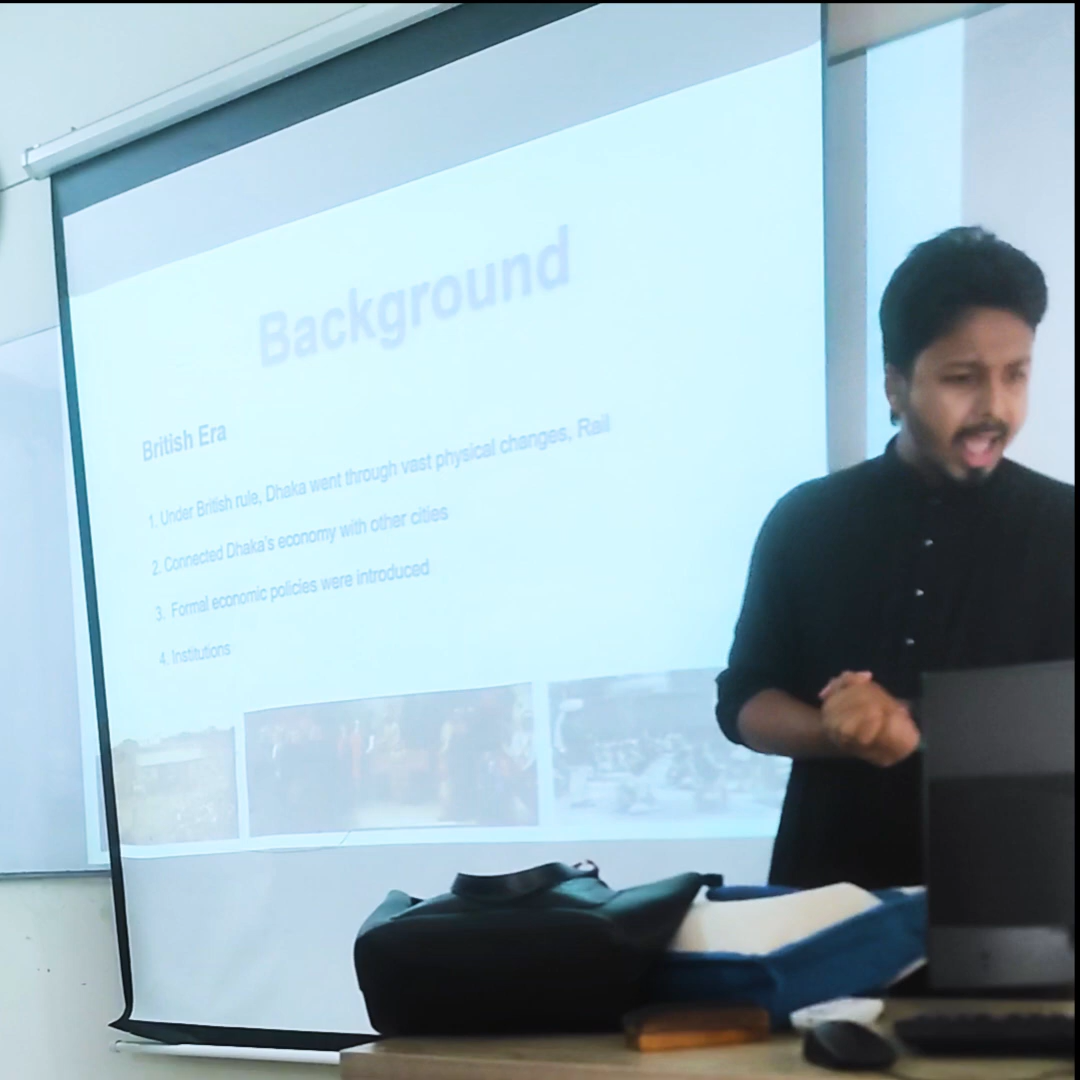 Background
British Era
1. Under British rule, Dhaka went through vast physical changes, Rail
2. Connected Dhaka's economy with other cities
3. Formal economic policies were introduced
4. Institutions